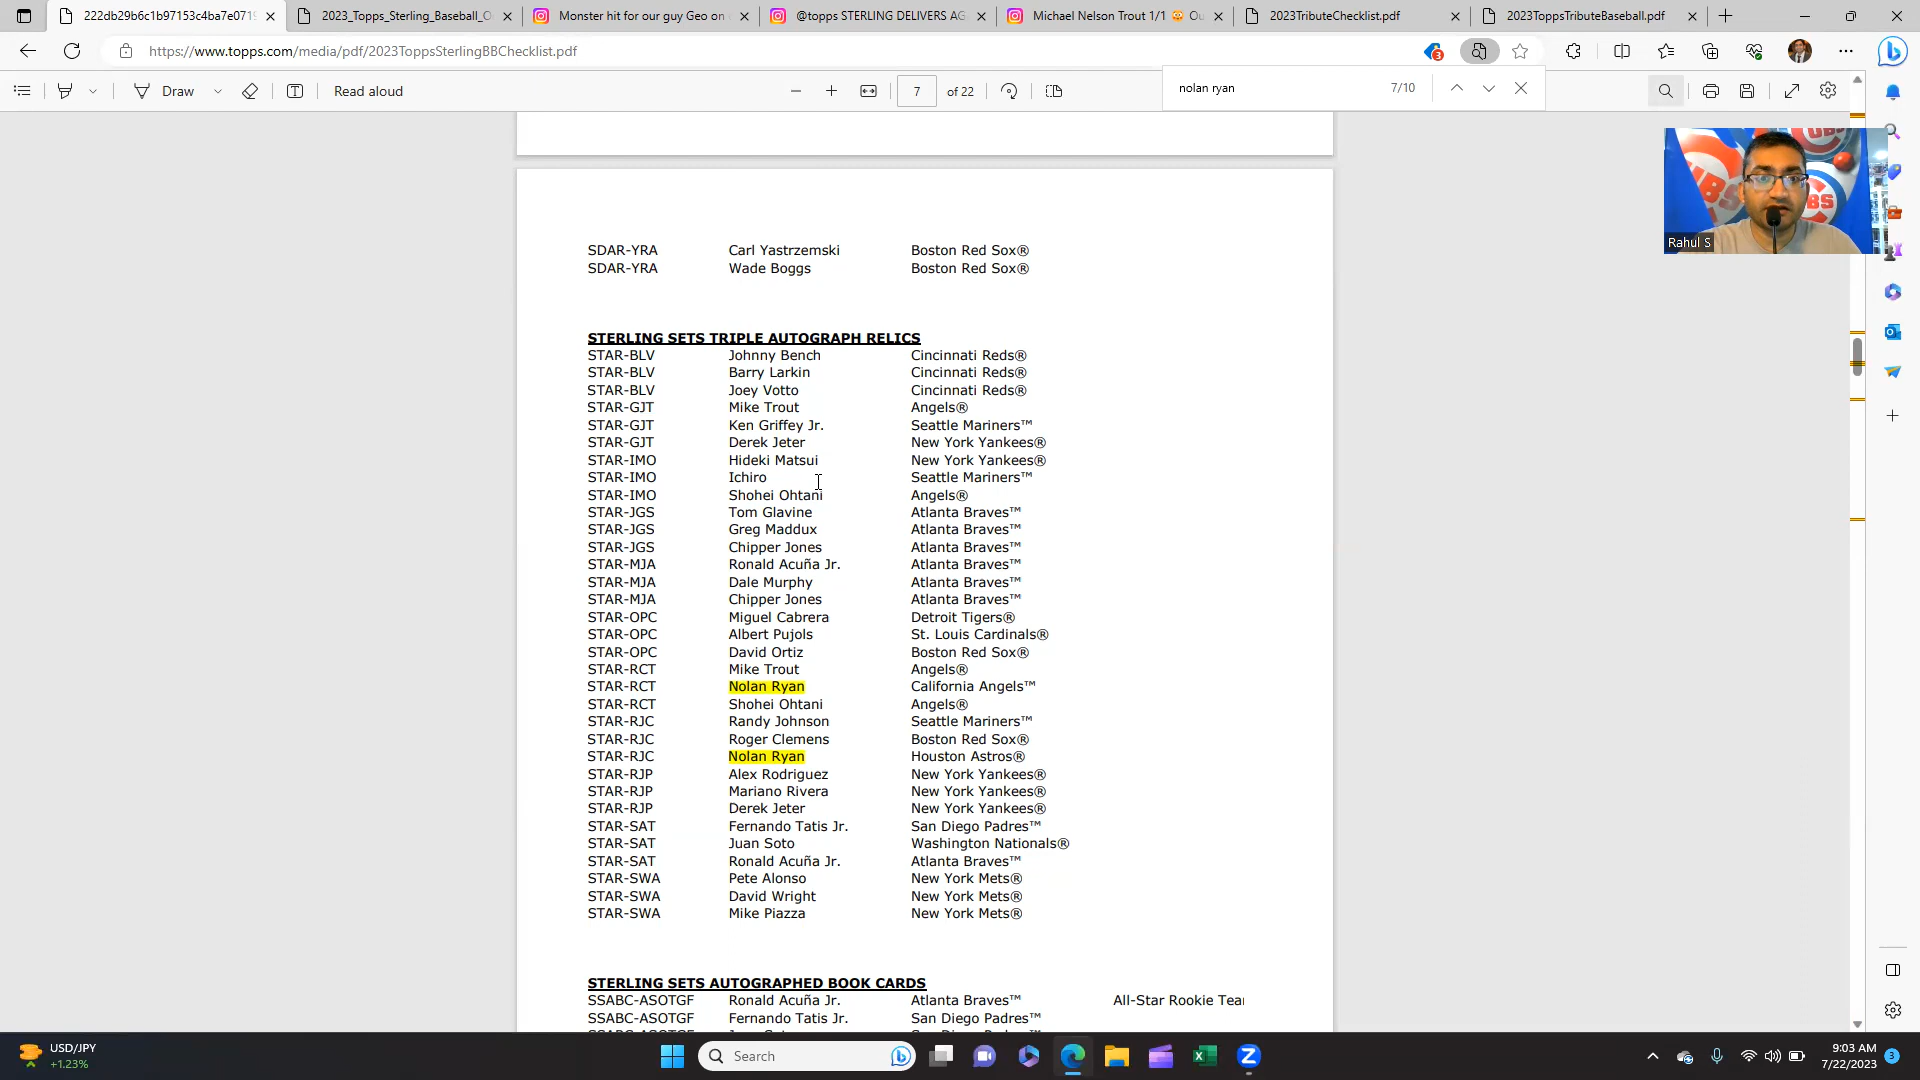 222db29b6c1b97153c4ba7e0719
2023_Topps_Sterling_Baseball_O
Monster hit for our guy Geo on
@topps STERLING DELIVERS AG
Michael Nelson Trout 1/1 🤯 Ou
2023TributeChecklist.pdf
2023ToppsTributeBaseball.pdf
https://www.topps.com/media/pdf/2023ToppsSterlingBBChecklist.pdf
3
Draw
Read aloud
7 of 22
nolan ryan 7/10
Rahul S
SDAR-YRA Carl Yastrzemski Boston Red Sox®
SDAR-YRA Wade Boggs Boston Red Sox®
STERLING SETS TRIPLE AUTOGRAPH RELICS
STAR-BLV Johnny Bench Cincinnati Reds®
STAR-BLV Barry Larkin Cincinnati Reds®
STAR-BLV Joey Votto Cincinnati Reds®
STAR-GJT Mike Trout Angels®
STAR-GJT Ken Griffey Jr. Seattle Mariners™
STAR-GJT Derek Jeter New York Yankees®
STAR-IMO Hideki Matsui New York Yankees®
STAR-IMO Ichiro Seattle Mariners™
STAR-IMO Shohei Ohtani Angels®
STAR-JGS Tom Glavine Atlanta Braves™
STAR-JGS Greg Maddux Atlanta Braves™
STAR-JGS Chipper Jones Atlanta Braves™
STAR-MJA Ronald Acuña Jr. Atlanta Braves™
STAR-MJA Dale Murphy Atlanta Braves™
STAR-MJA Chipper Jones Atlanta Braves™
STAR-OPC Miguel Cabrera Detroit Tigers®
STAR-OPC Albert Pujols St. Louis Cardinals®
STAR-OPC David Ortiz Boston Red Sox®
STAR-RCT Mike Trout Angels®
STAR-RCT Nolan Ryan California Angels™
STAR-RCT Shohei Ohtani Angels®
STAR-RJC Randy Johnson Seattle Mariners™
STAR-RJC Roger Clemens Boston Red Sox®
STAR-RJC Nolan Ryan Houston Astros®
STAR-RJP Alex Rodriguez New York Yankees®
STAR-RJP Mariano Rivera New York Yankees®
STAR-RJP Derek Jeter New York Yankees®
STAR-SAT Fernando Tatis Jr. San Diego Padres™
STAR-SAT Juan Soto Washington Nationals®
STAR-SAT Ronald Acuña Jr. Atlanta Braves™
STAR-SWA Pete Alonso New York Mets®
STAR-SWA David Wright New York Mets®
STAR-SWA Mike Piazza New York Mets®
STERLING SETS AUTOGRAPHED BOOK CARDS
SSABC-ASOTGF Ronald Acuña Jr. Atlanta Braves™ All-Star Rookie Tear
SSABC-ASOTGF Fernando Tatis Jr. San Diego Padres™
USD/JPY
+1.23%
Search
9:03 AM
7/22/2023
3